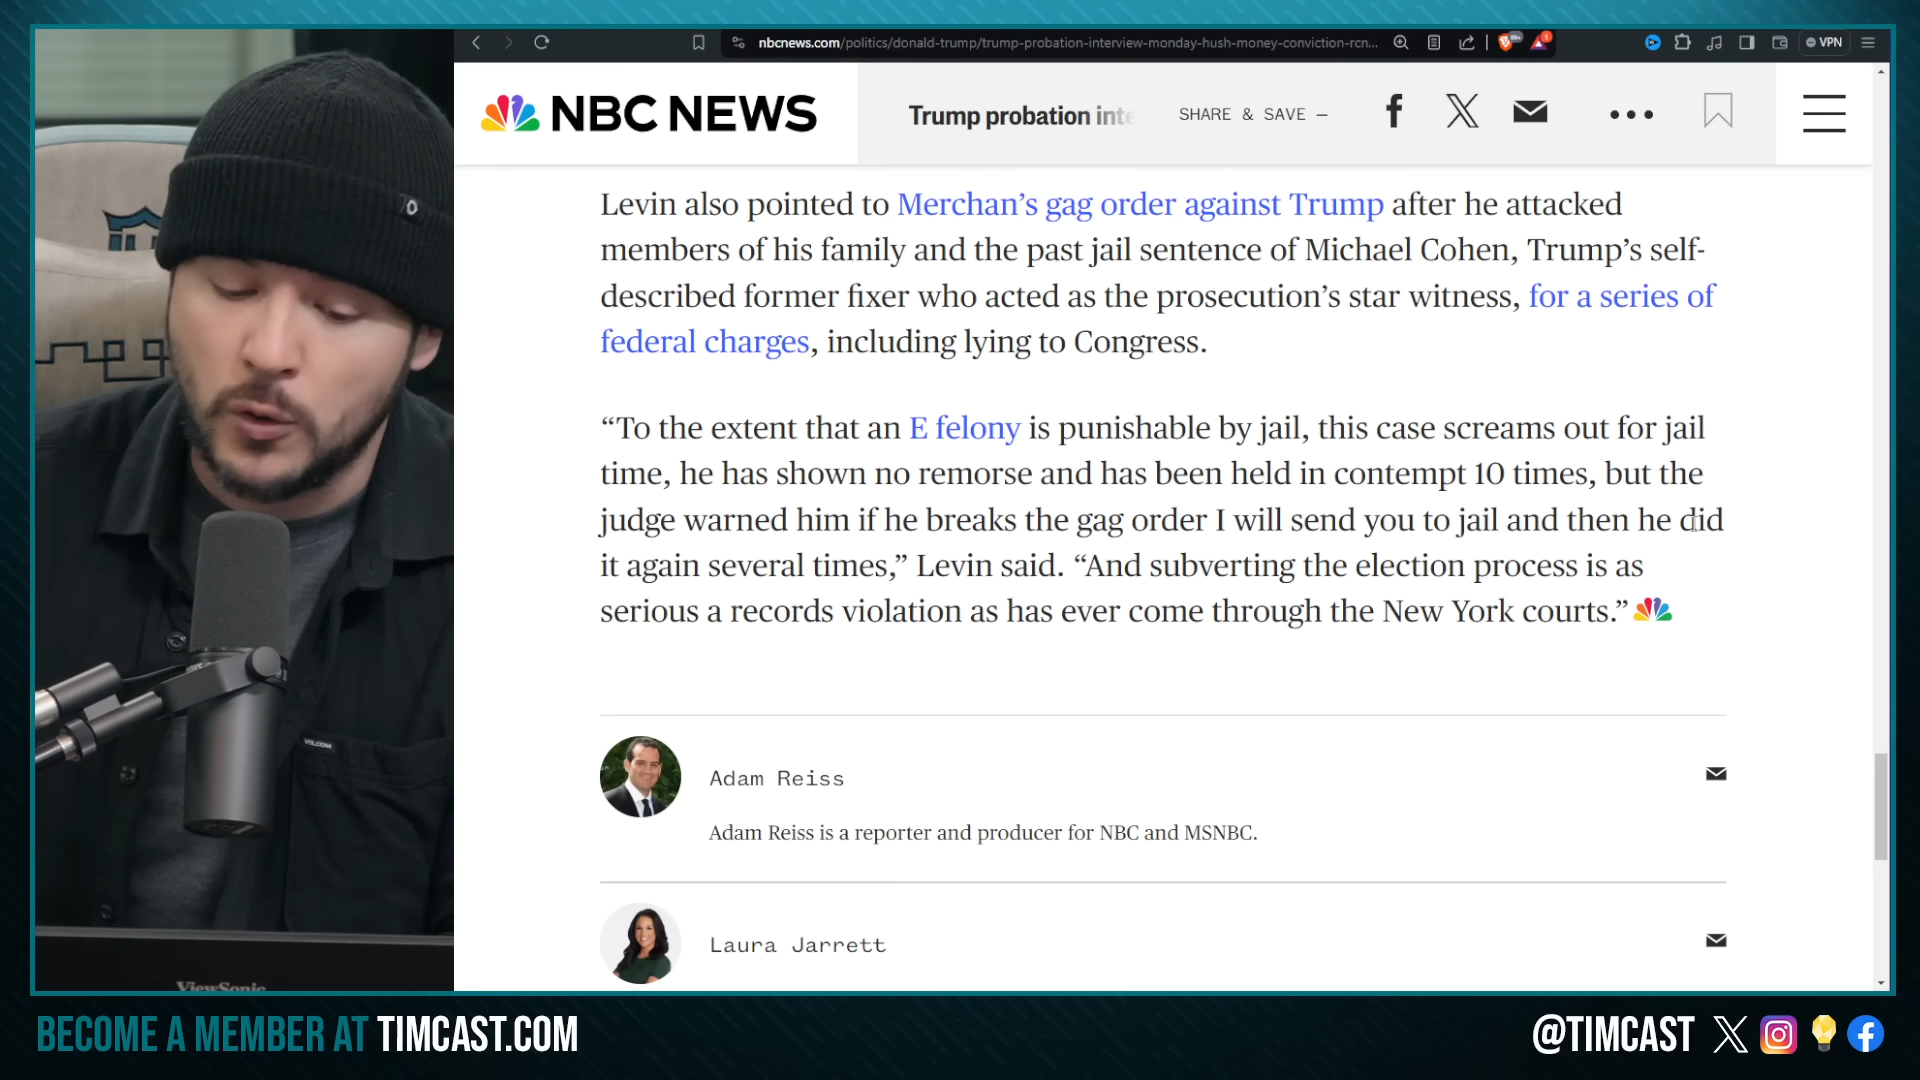 nbcnews.com/politics/donald-trump/trump-probation-interview-monday-hush-money-conviction-rcn...
VPN
NBC NEWS
Trump probation inte
SHARE & SAVE –
Levin also pointed to Merchan’s gag order against Trump after he attacked
members of his family and the past jail sentence of Michael Cohen, Trump’s self-
described former fixer who acted as the prosecution’s star witness, for a series of
federal charges, including lying to Congress.
“To the extent that an E felony is punishable by jail, this case screams out for jail
time, he has shown no remorse and has been held in contempt 10 times, but the
judge warned him if he breaks the gag order I will send you to jail and then he did
it again several times,” Levin said. “And subverting the election process is as
serious a records violation as has ever come through the New York courts.”
Adam Reiss
Adam Reiss is a reporter and producer for NBC and MSNBC.
Laura Jarrett
VOLCOM
ViewSonic
BECOME A MEMBER AT TIMCAST.COM
@TIMCAST